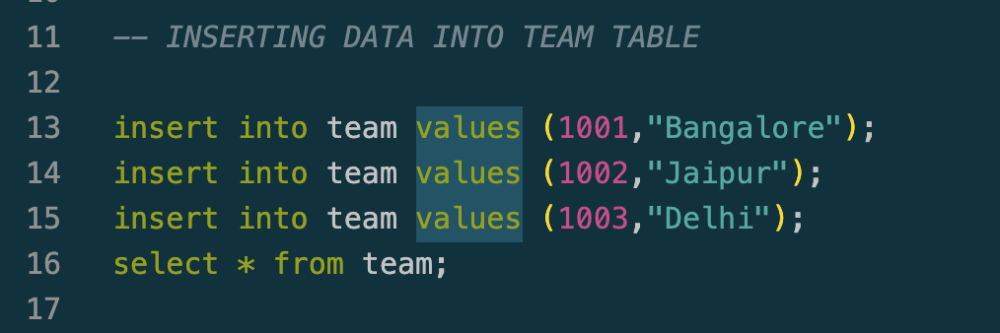 11 -- INSERTING DATA INTO TEAM TABLE
12
13 insert into team values (1001,"Bangalore");
14 insert into team values (1002,"Jaipur");
15 insert into team values (1003,"Delhi");
16 select * from team;
17